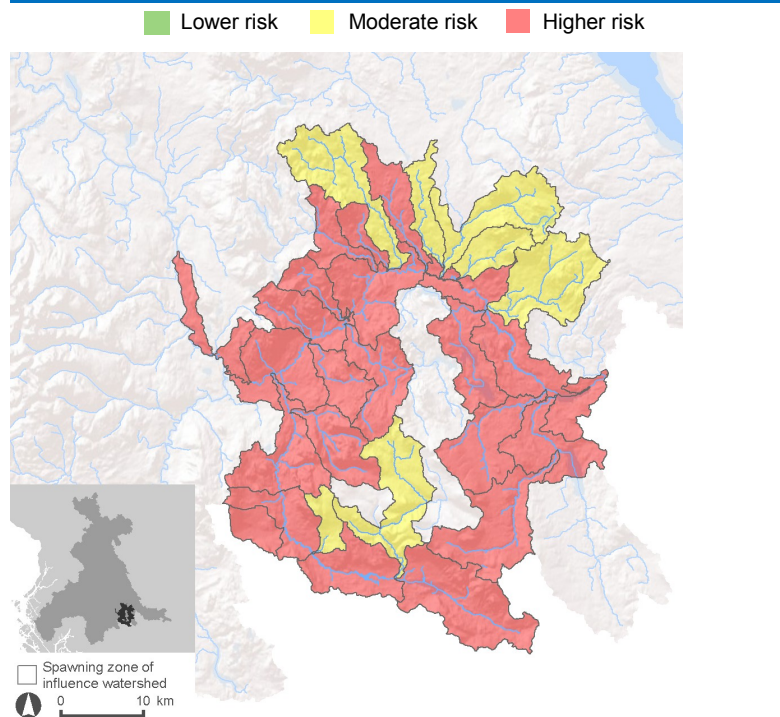 Lower risk Moderate risk Higher risk
Spawning zone of
influence watershed
0 10 km